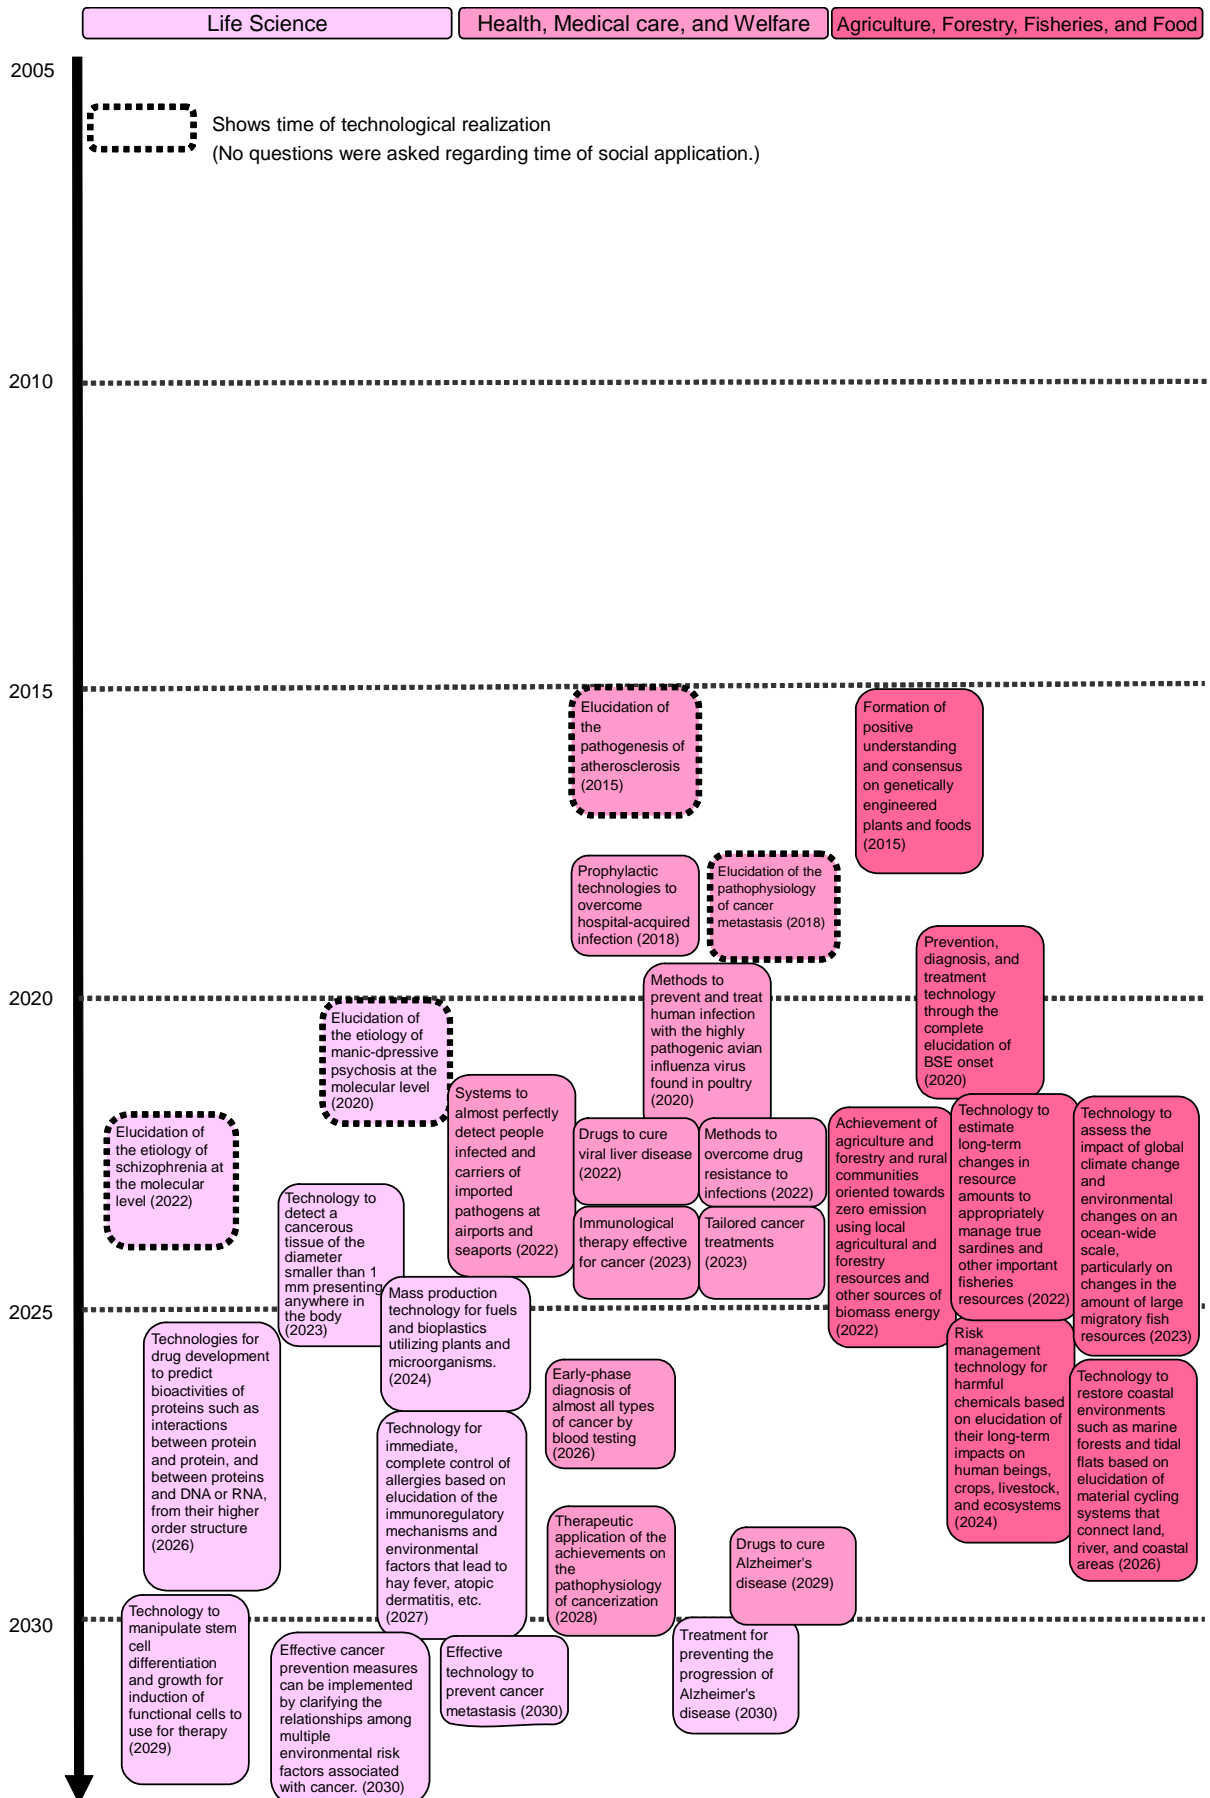 Life Science
Health, Medical care, and Welfare
Agriculture, Forestry, Fisheries, and Food
2005
Shows time of technological realization
(No questions were asked regarding time of social application.)
2010
2015
Elucidation of
the
pathogenesis of
atherosclerosis
(2015)
Formation of
positive
understanding
and consensus
on genetically
engineered
plants and foods
(2015)
Prophylactic
technologies to
overcome
hospital-acquired
infection (2018)
Elucidation of the
pathophysiology
of cancer
metastasis (2018)
Prevention,
diagnosis, and
treatment
technology
through the
complete
elucidation of
BSE onset
(2020)
Methods to
prevent and treat
human infection
with the highly
pathogenic avian
influenza virus
found in poultry
(2020)
2020
Elucidation of
the etiology of
manic-dpressive
psychosis at the
molecular level
(2020)
Systems to
almost perfectly
detect people
infected and
carriers of
imported
pathogens at
airports and
seaports (2022)
Elucidation of
the etiology of
schizophrenia at
the molecular
level (2022)
Drugs to cure
viral liver disease
(2022)
Methods to
overcome drug
resistance to
infections (2022)
Achievement of
agriculture and
forestry and rural
communities
oriented towards
zero emission
using local
agricultural and
forestry
resources and
other sources of
biomass energy
(2022)
Technology to
estimate
long-term
changes in
resource
amounts to
appropriately
manage true
sardines and
other important
fisheries
resources (2022)
Technology to
assess the
impact of global
climate change
and
environmental
changes on an
ocean-wide
scale,
particularly on
changes in the
amount of large
migratory fish
resources (2023)
Technology to
detect a
cancerous
tissue of the
diameter
smaller than 1
mm presenting
anywhere in
the body
(2023)
Immunological
therapy effective
for cancer (2023)
Tailored cancer
treatments
(2023)
Mass production
technology for fuels
and bioplastics
utilizing plants and
microorganisms.
(2024)
2025
Technologies for
drug development
to predict
bioactivities of
proteins such as
interactions
between protein
and protein, and
between proteins
and DNA or RNA,
from their higher
order structure
(2026)
Risk
management
technology for
harmful
chemicals based
on elucidation of
their long-term
impacts on
human beings,
crops, livestock,
and ecosystems
(2024)
Early-phase
diagnosis of
almost all types
of cancer by
blood testing
(2026)
Technology to
restore coastal
environments
such as marine
forests and tidal
flats based on
elucidation of
material cycling
systems that
connect land,
river, and coastal
areas (2026)
Technology for
immediate,
complete control of
allergies based on
elucidation of the
immunoregulatory
mechanisms and
environmental
factors that lead to
hay fever, atopic
dermatitis, etc.
(2027)
Therapeutic
application of the
achievements on
the
pathophysiology
of cancerization
(2028)
Drugs to cure
Alzheimer's
disease (2029)
2030
Technology to
manipulate stem
cell
differentiation
and growth for
induction of
functional cells to
use for therapy
(2029)
Effective cancer
prevention measures
can be implemented
by clarifying the
relationships among
multiple
environmental risk
factors associated
with cancer. (2030)
Effective
technology to
prevent cancer
metastasis (2030)
Treatment for
preventing the
progression of
Alzheimer's
disease (2030)